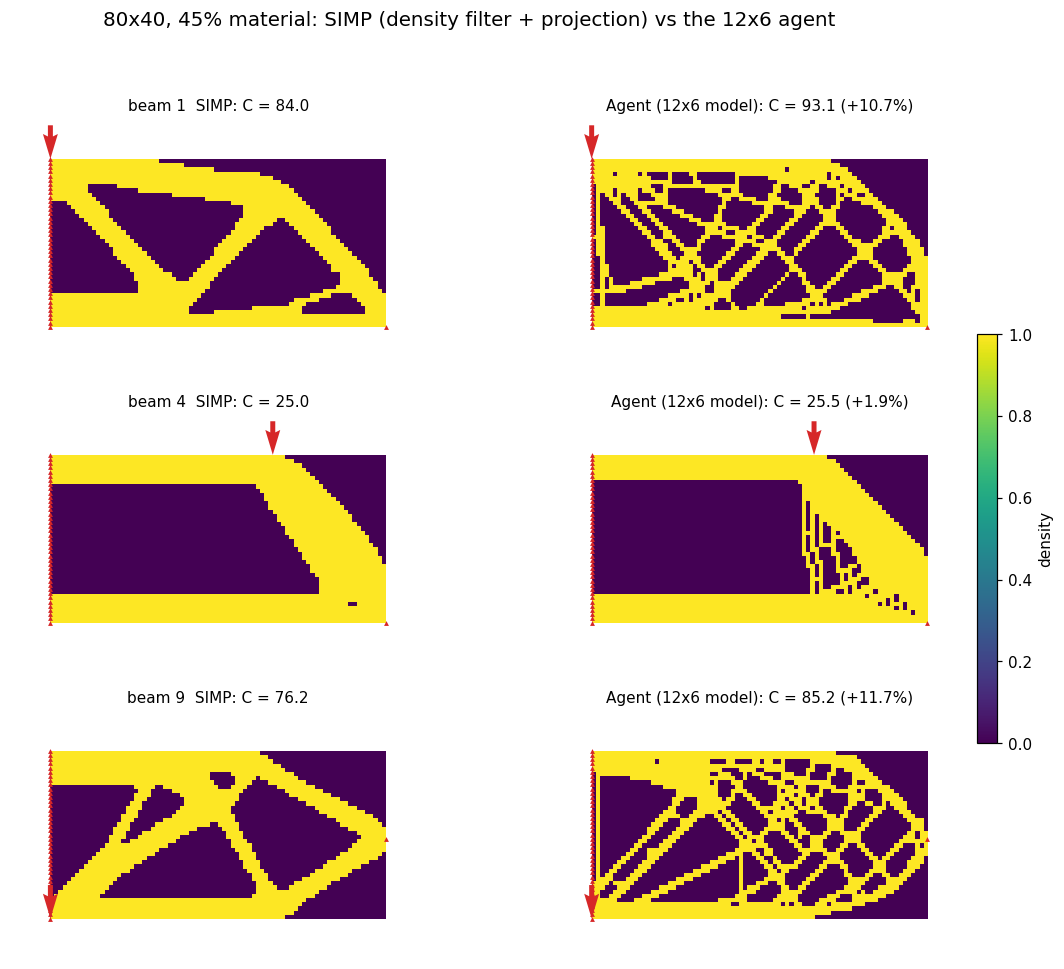 80x40, 45% material: SIMP (density filter + projection) vs the 12x6 agent
beam 1  SIMP: C = 84.0
Agent (12x6 model): C = 93.1 (+10.7%)
beam 4  SIMP: C = 25.0
Agent (12x6 model): C = 25.5 (+1.9%)
beam 9  SIMP: C = 76.2
Agent (12x6 model): C = 85.2 (+11.7%)
1.0
0.8
0.6
0.4
0.2
0.0
density